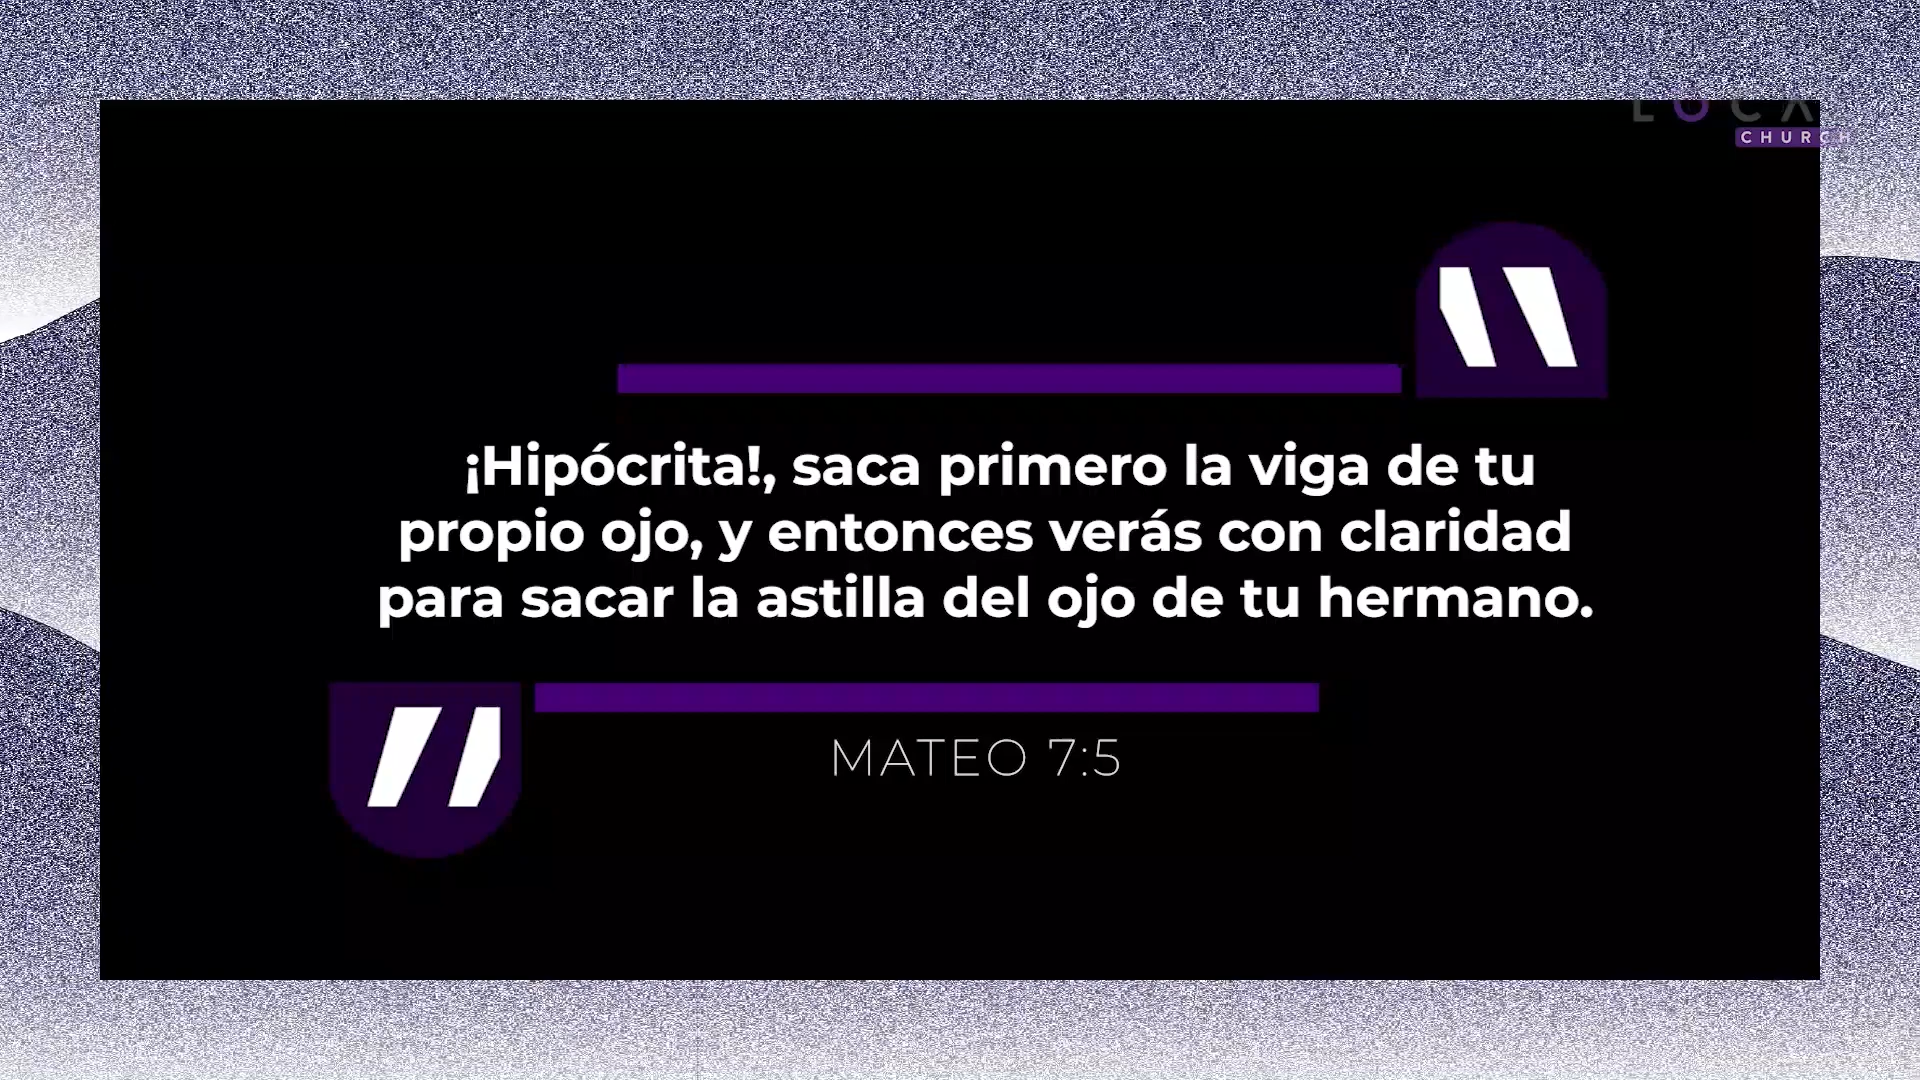 LOCA
CHURCH
¡Hipócrita!, saca primero la viga de tu
propio ojo, y entonces verás con claridad
para sacar la astilla del ojo de tu hermano.
MATEO 7:5